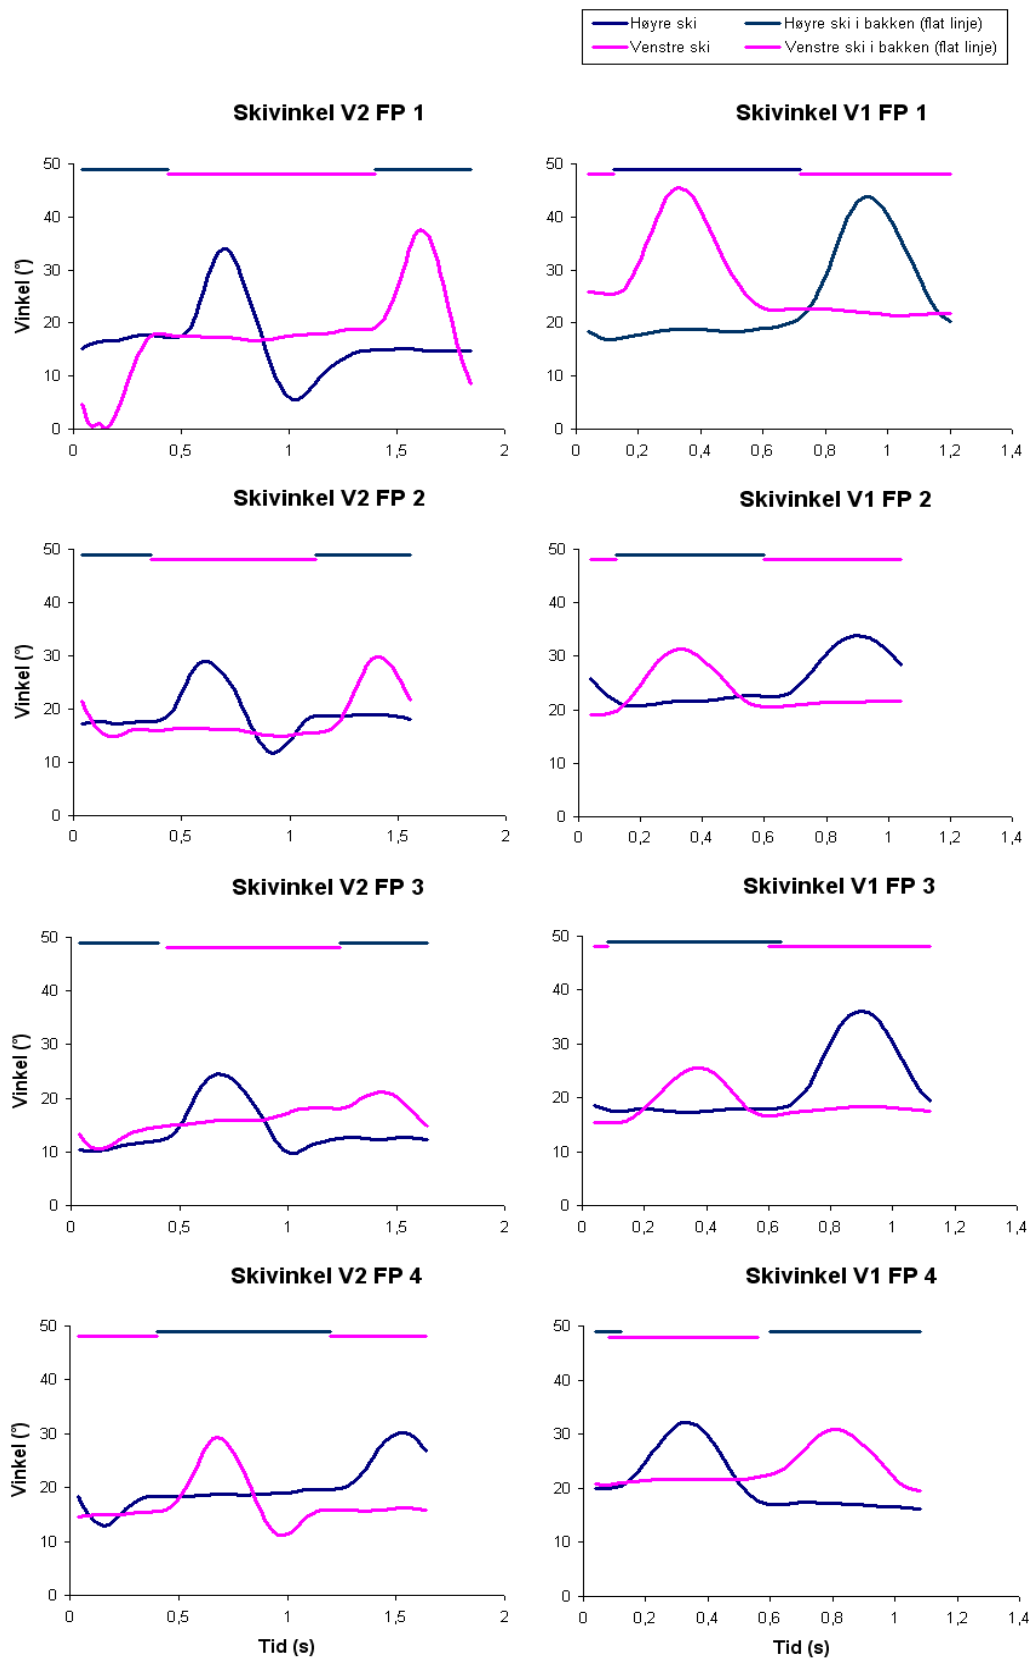 Høyre ski Høyre ski i bakken (flat linje)
Venstre ski Venstre ski i bakken (flat linje)
Skivinkel V2 FP 1 Skivinkel V1 FP 1
50 50
40 40
30 30
20 20
10 10
0 0
Vinkel (°)
0 0,5 1 1,5 2 0 0,2 0,4 0,6 0,8 1 1,2 1,4
Skivinkel V2 FP 2 Skivinkel V1 FP 2
50 50
40 40
30 30
20 20
10 10
0 0
Vinkel (°)
0 0,5 1 1,5 2 0 0,2 0,4 0,6 0,8 1 1,2 1,4
Skivinkel V2 FP 3 Skivinkel V1 FP 3
50 50
40 40
30 30
20 20
10 10
0 0
Vinkel (°)
0 0,5 1 1,5 2 0 0,2 0,4 0,6 0,8 1 1,2 1,4
Skivinkel V2 FP 4 Skivinkel V1 FP 4
50 50
40 40
30 30
20 20
10 10
0 0
Vinkel (°)
0 0,5 1 1,5 2 0 0,2 0,4 0,6 0,8 1 1,2 1,4
Tid (s) Tid (s)